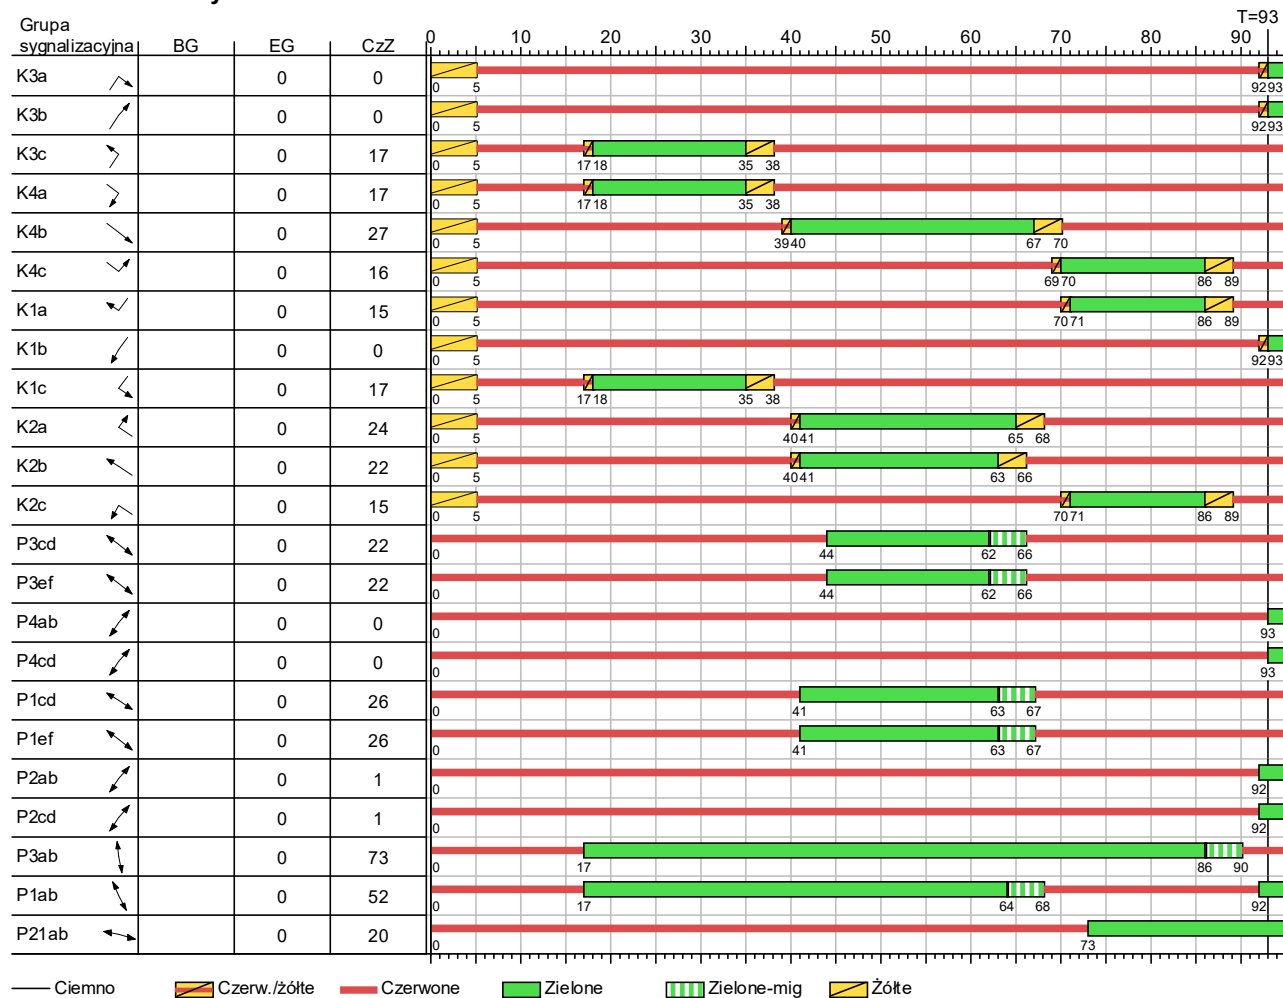 T=93
Grupa
sygnalizacyjna BG EG CzZ 0 10 20 30 40 50 60 70 80 90
K3a 0 0
0 5 92 93
K3b 0 0
0 5 92 93
K3c 0 17
0 5 17 18 35 38
K4a 0 17
0 5 17 18 35 38
K4b 0 27
0 5 39 40 67 70
K4c 0 16
0 5 69 70 86 89
K1a 0 15
0 5 70 71 86 89
K1b 0 0
0 5 92 93
K1c 0 17
0 5 17 18 35 38
K2a 0 24
0 5 40 41 65 68
K2b 0 22
0 5 40 41 63 66
K2c 0 15
0 5 70 71 86 89
P3cd 0 22
0 44 62 66
P3ef 0 22
0 44 62 66
P4ab 0 0
0 93
P4cd 0 0
0 93
P1cd 0 26
0 41 63 67
P1ef 0 26
0 41 63 67
P2ab 0 1
0 92
P2cd 0 1
0 92
P3ab 0 73
0 17 86 90
P1ab 0 52
0 17 64 68 92
P21ab 0 20
0 73
Ciemno Czerw./żółte Czerwone Zielone Zielone-mig Żółte